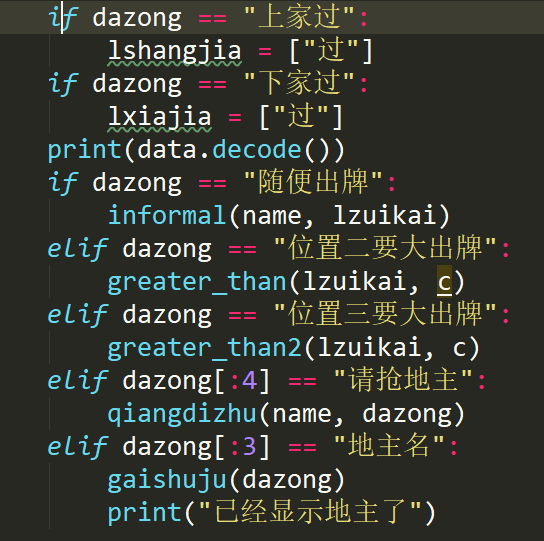 if dazong == "上家过":
    lshangjia = ["过"]
if dazong == "下家过":
    lxiajia = ["过"]
print(data.decode())
if dazong == "随便出牌":
    informal(name, lzuikai)
elif dazong == "位置二要大出牌":
    greater_than(lzuikai, c)
elif dazong == "位置三要大出牌":
    greater_than2(lzuikai, c)
elif dazong[:4] == "请抢地主":
    qiangdizhu(name, dazong)
elif dazong[:3] == "地主名":
    gaishuju(dazong)
    print("已经显示地主了")